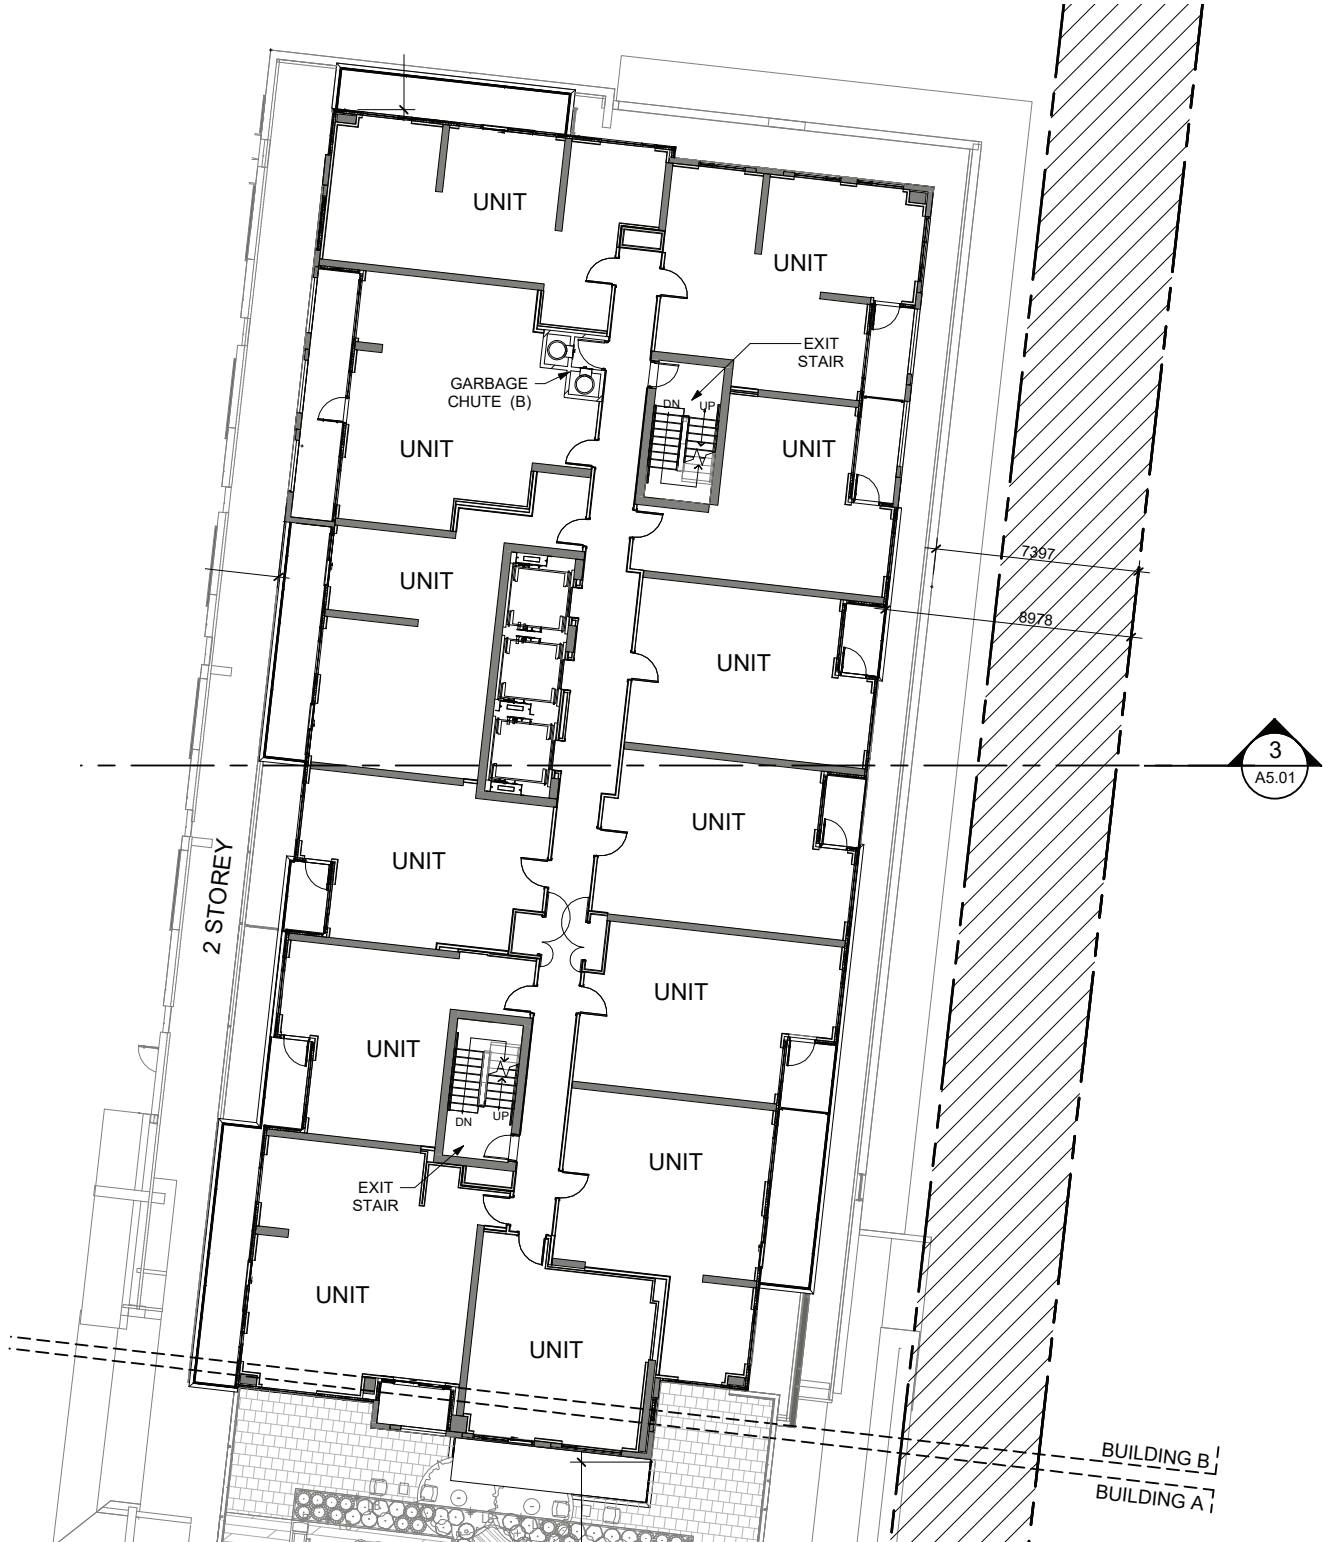 UNIT
UNIT
EXIT
STAIR
GARBAGE
CHUTE (B)
DN
UP
UNIT
UNIT
7397
UNIT
8978
UNIT
3
A5.01
UNIT
UNIT
2 STOREY
UNIT
UNIT
DN
UP
UNIT
EXIT
STAIR
UNIT
UNIT
BUILDING B
BUILDING A